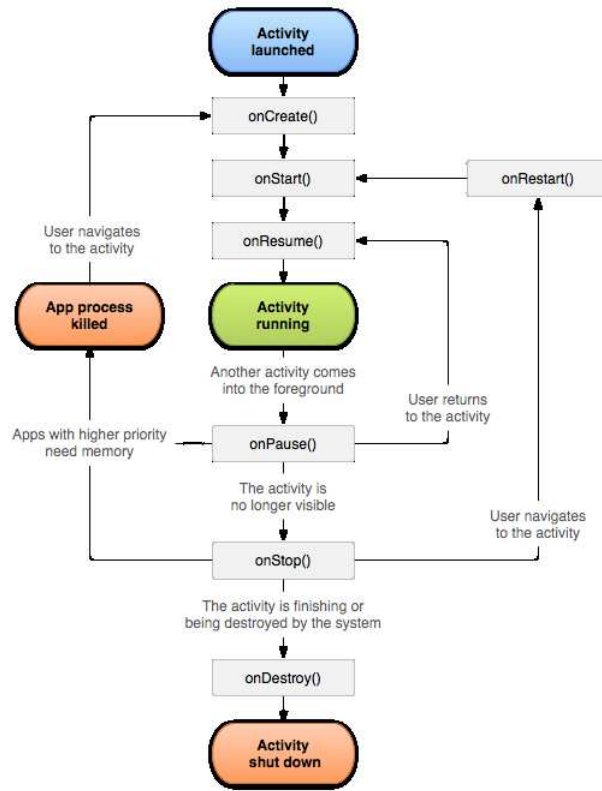 Activity
launched
onCreate()
onStart()
onRestart()
User navigates
to the activity
onResume()
App process
killed
Activity
running
Another activity comes
into the foreground
User returns
to the activity
Apps with higher priority
need memory
onPause()
The activity is
no longer visible
User navigates
to the activity
onStop()
The activity is finishing or
being destroyed by the system
onDestroy()
Activity
shut down